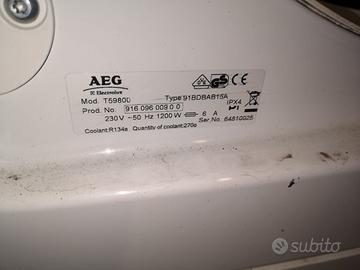 AEG
Electrolux
Mod. T59800 Type 91BDBAB15A
Prod. No. 916 096 009 0 0 IPX4
230V ~50 Hz 1200 W 6 A
Ser.No. 64810025
Coolant:R134a Quantity of coolant:270g
subito